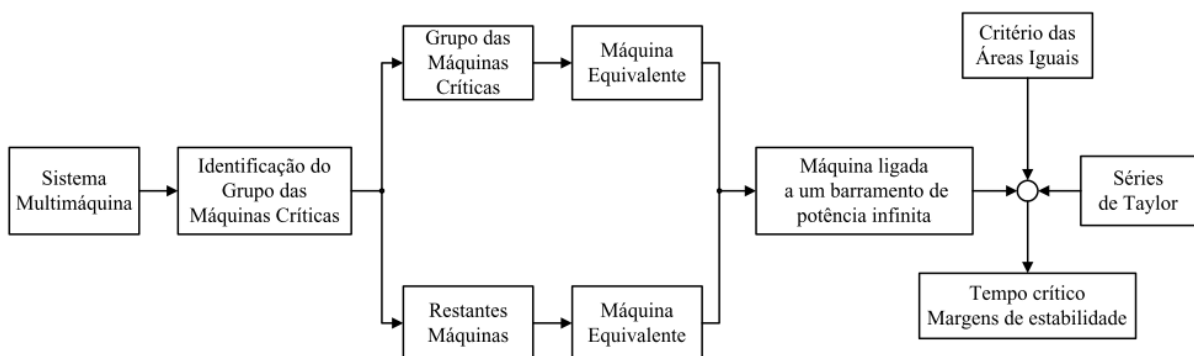 Sistema
Multimáquina
Identificação do
Grupo das
Máquinas Críticas
Grupo das
Máquinas
Críticas
Máquina
Equivalente
Restantes
Máquinas
Máquina
Equivalente
Máquina ligada
a um barramento de
potência infinita
Critério das
Áreas Iguais
Séries
de Taylor
Tempo crítico
Margens de estabilidade